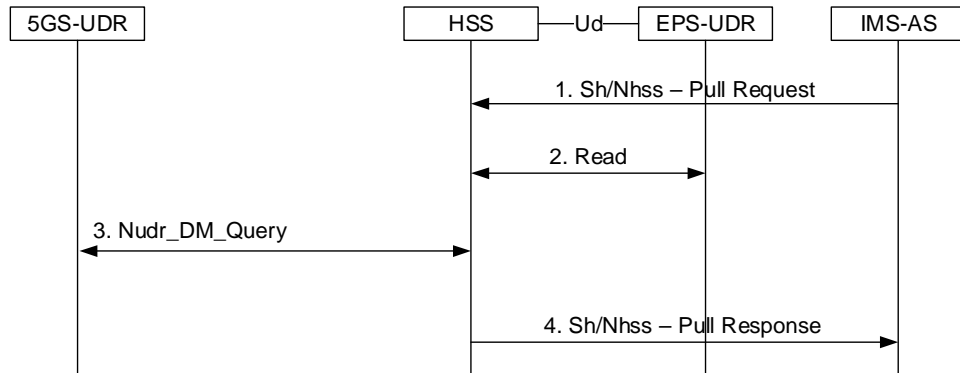 5GS-UDR
HSS
Ud
EPS-UDR
IMS-AS
1. Sh/Nhss – Pull Request
2. Read
3. Nudr_DM_Query
4. Sh/Nhss – Pull Response